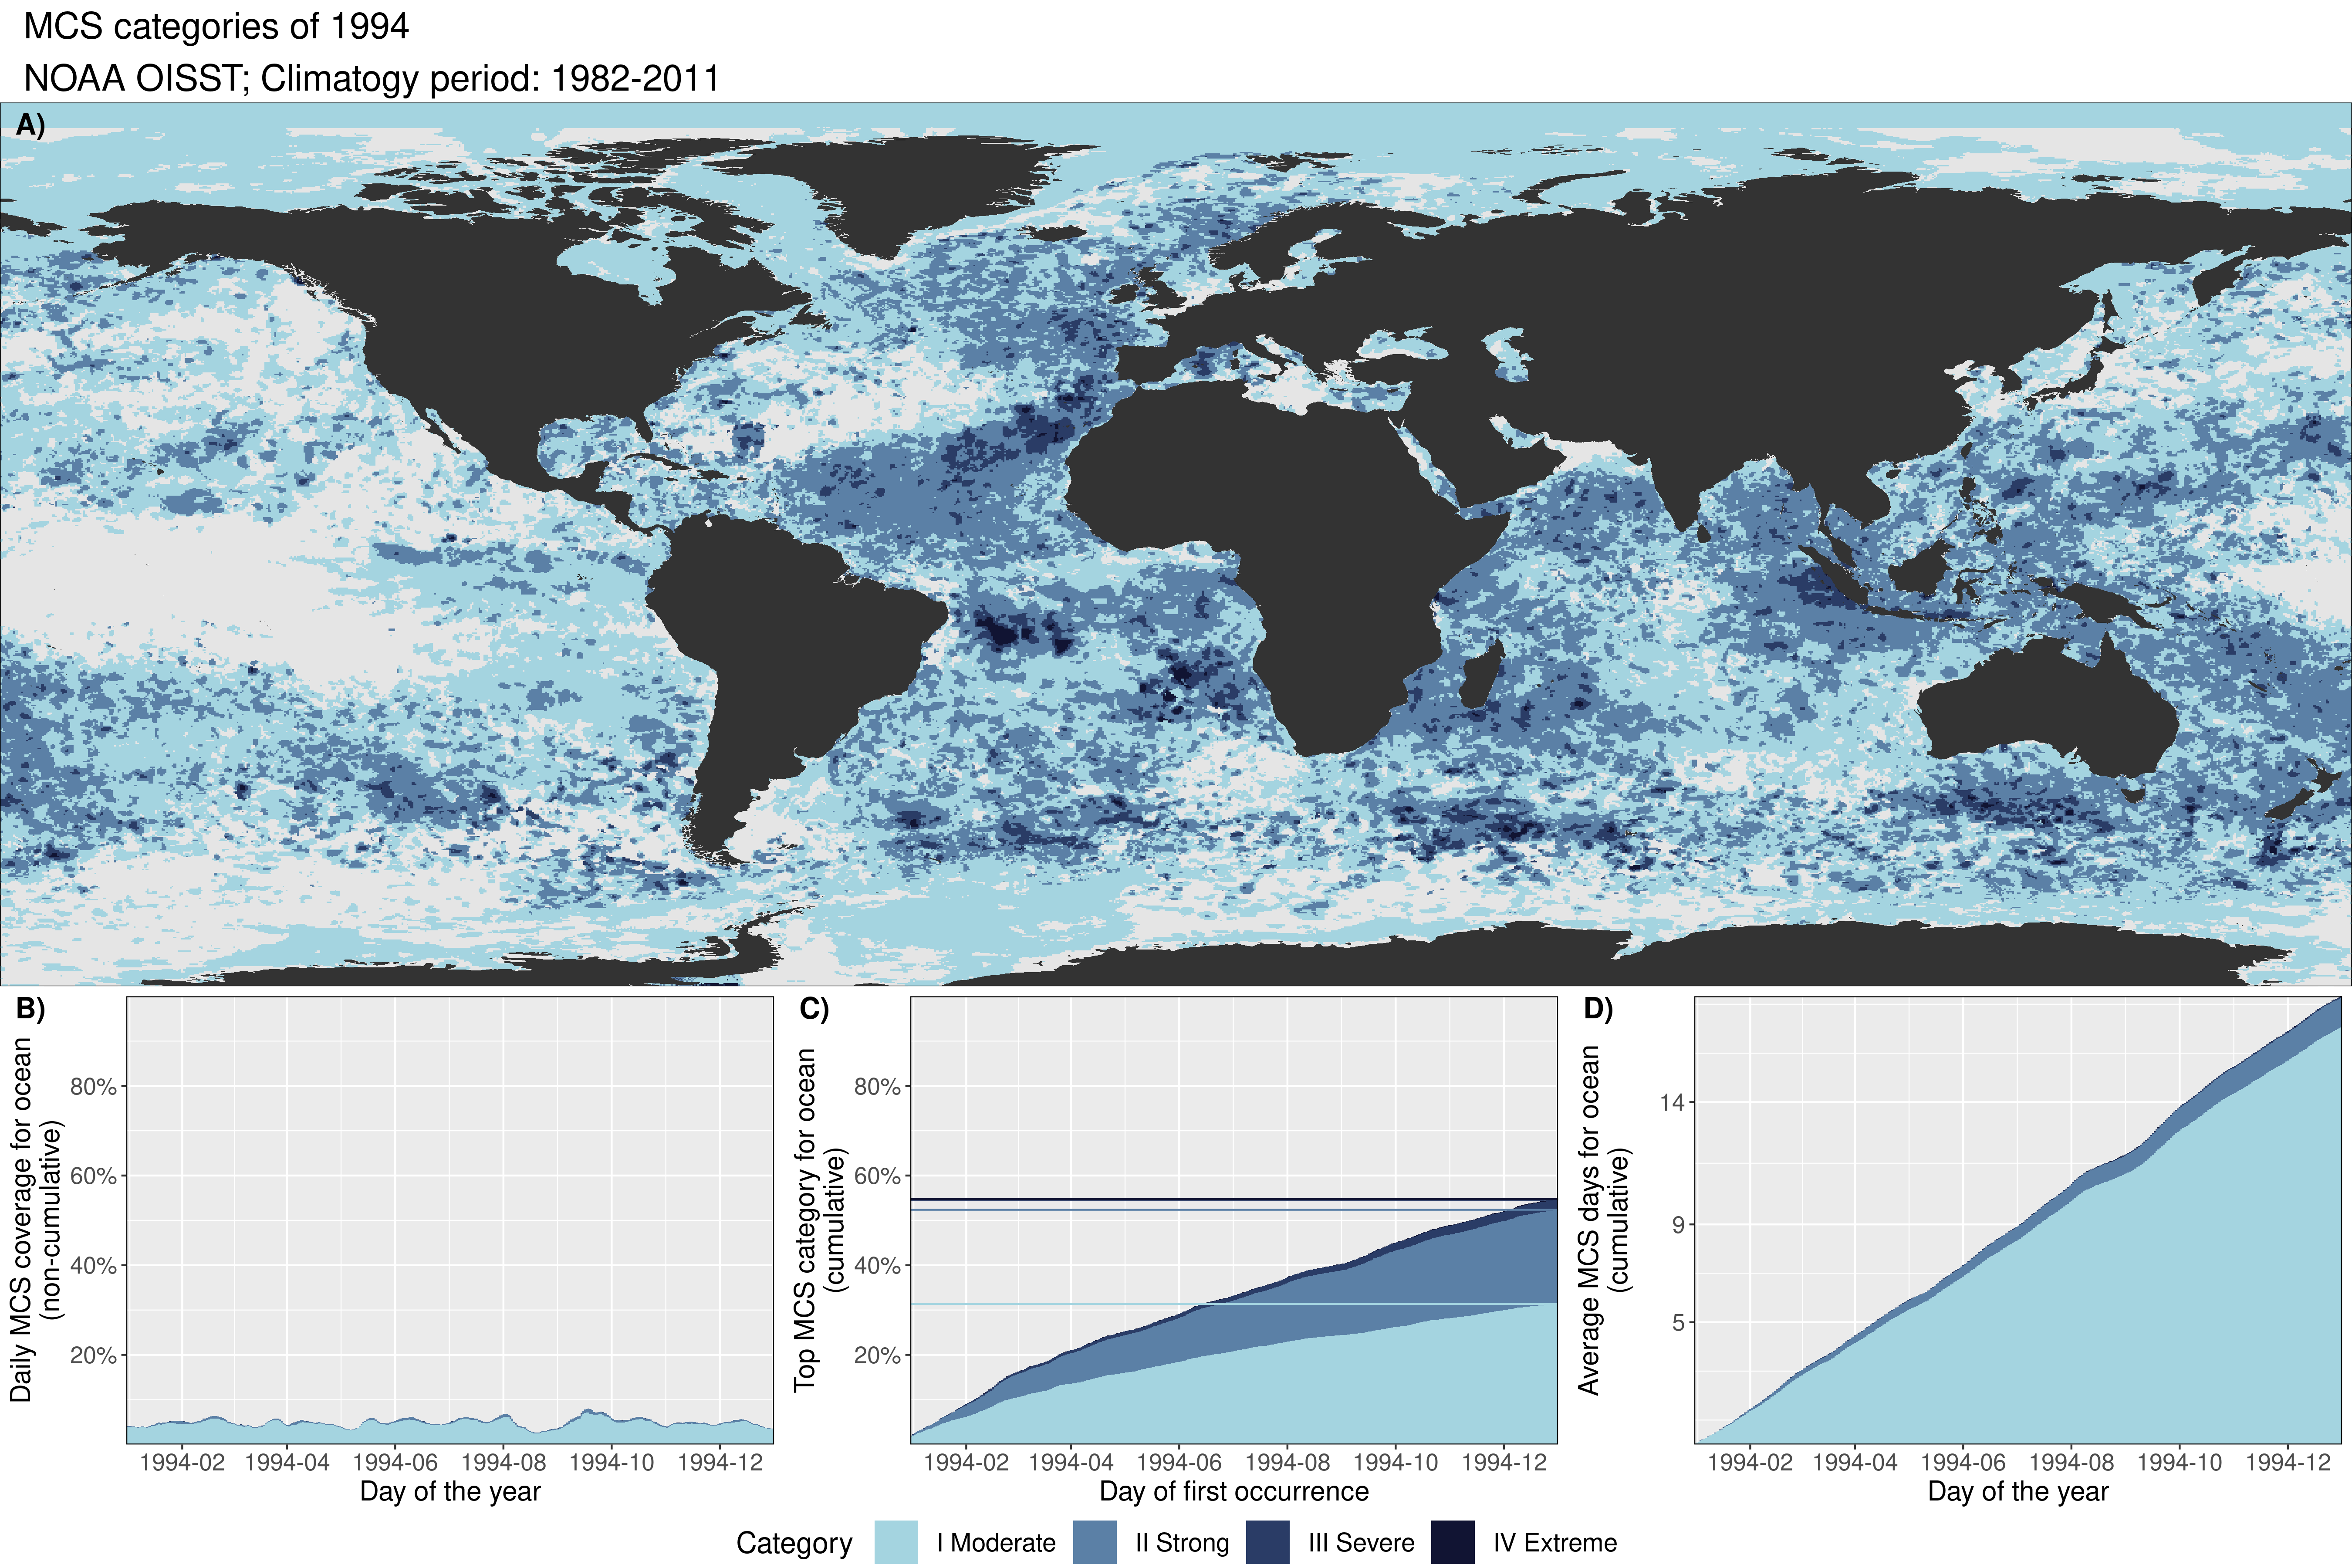 MCS categories of 1994
NOAA OISST; Climatogy period: 1982-2011
A)
B)
Daily MCS coverage for ocean
(non-cumulative)
80%
60%
40%
20%
1994-02 1994-04 1994-06 1994-08 1994-10 1994-12
Day of the year
C)
Top MCS category for ocean
(cumulative)
80%
60%
40%
20%
1994-02 1994-04 1994-06 1994-08 1994-10 1994-12
Day of first occurrence
D)
Average MCS days for ocean
(cumulative)
14
9
5
1994-02 1994-04 1994-06 1994-08 1994-10 1994-12
Day of the year
Category I Moderate II Strong III Severe IV Extreme